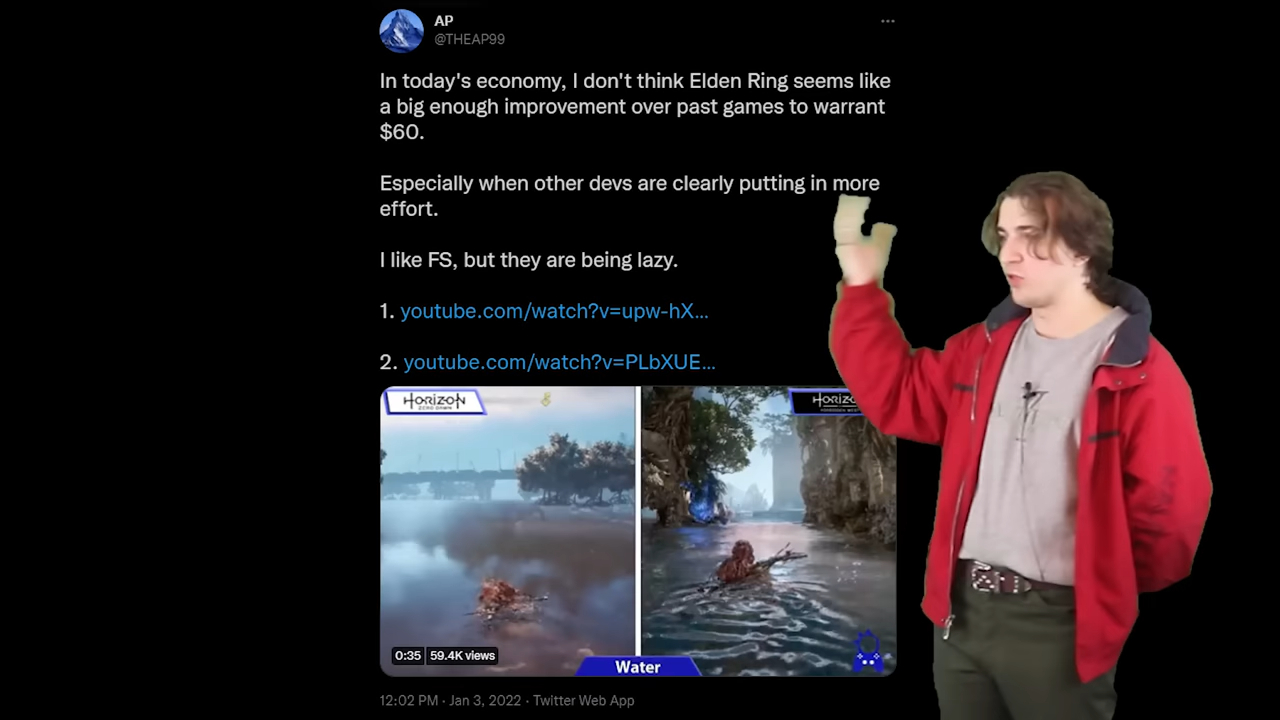 AP
@THEAP99
In today's economy, I don't think Elden Ring seems like
a big enough improvement over past games to warrant
$60.
Especially when other devs are clearly putting in more
effort.
I like FS, but they are being lazy.
1. youtube.com/watch?v=upw-hX...
2. youtube.com/watch?v=PLbXUE...
HORIZON
ZERO DAWN
0:35 59.4K views
Water
12:02 PM · Jan 3, 2022 · Twitter Web App